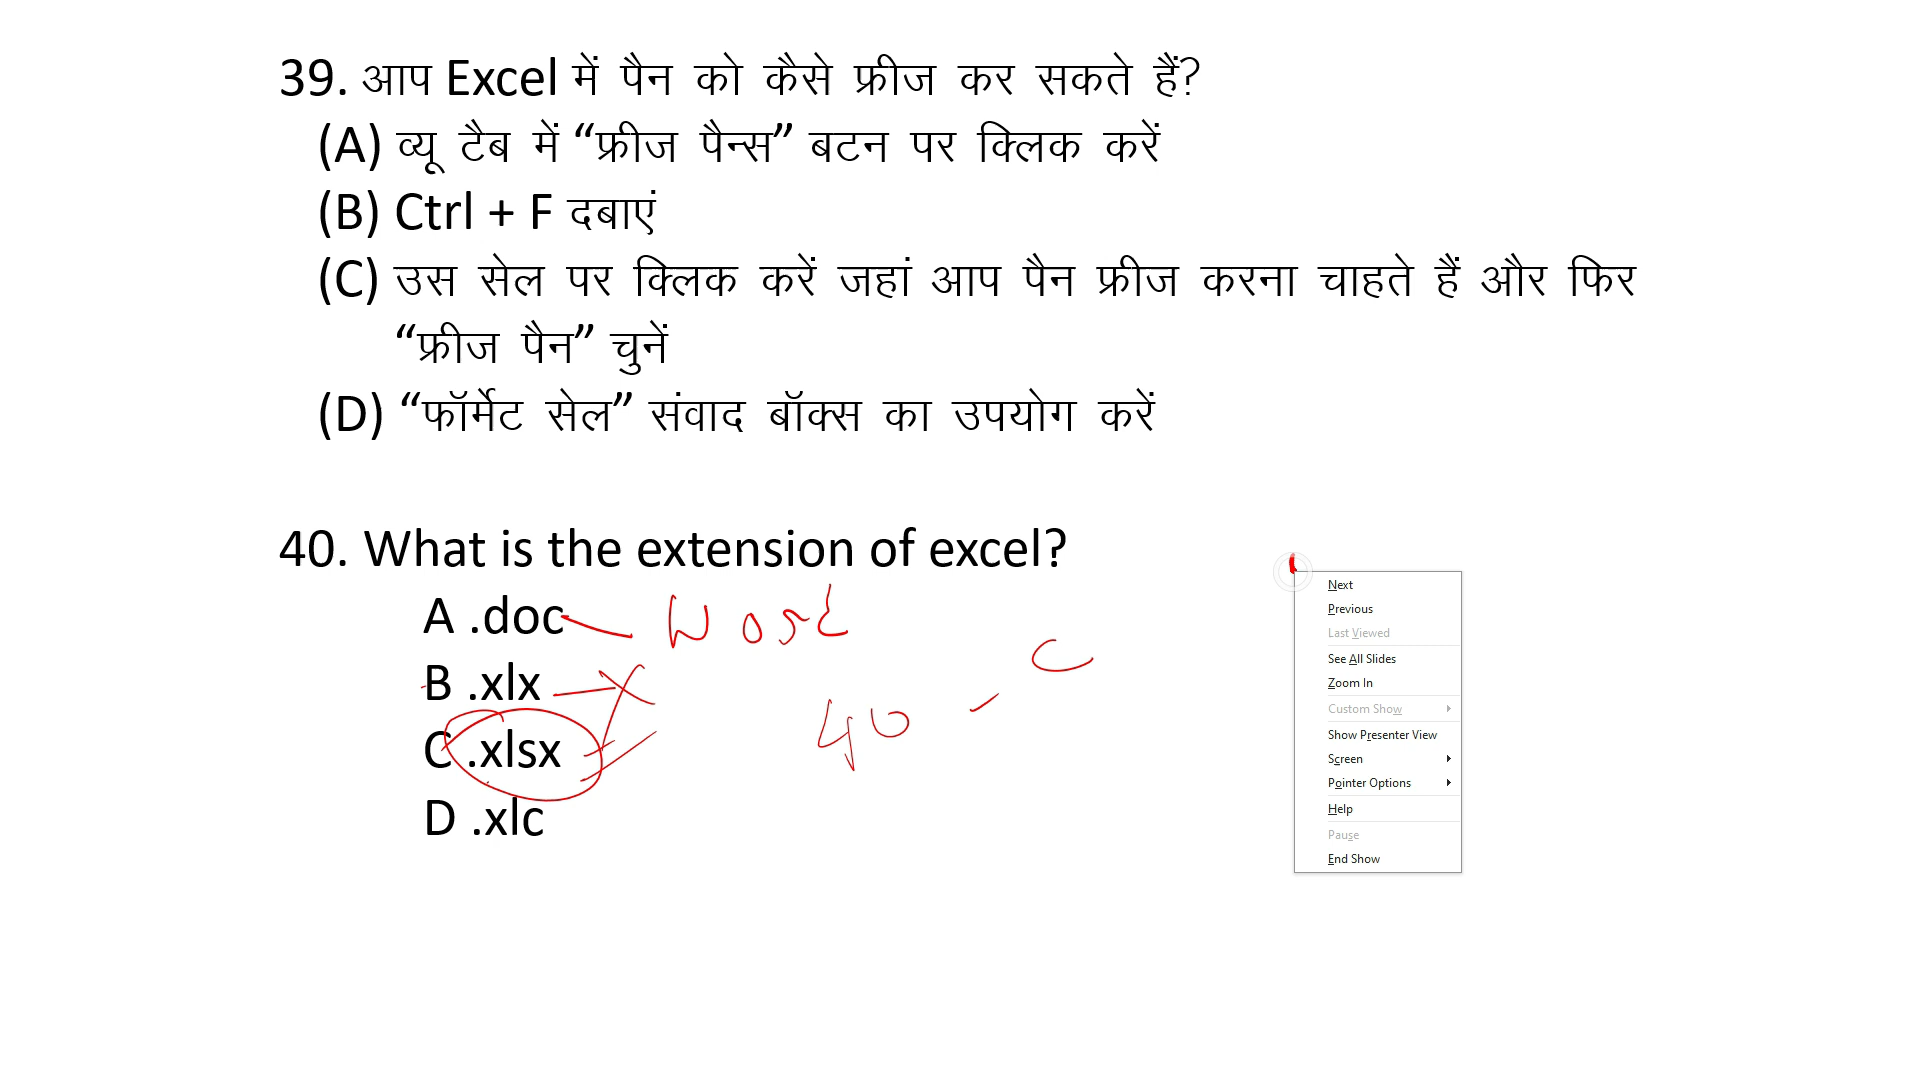 39. आप Excel में पैन को कैसे फ्रीज कर सकते हैं?
(A) व्यू टैब में “फ्रीज पैन्स” बटन पर क्लिक करें
(B) Ctrl + F दबाएं
(C) उस सेल पर क्लिक करें जहां आप पैन फ्रीज करना चाहते हैं और फिर
“फ्रीज पैन” चुनें
(D) “फॉर्मेट सेल” संवाद बॉक्स का उपयोग करें
40. What is the extension of excel?
A .doc Word
B .xlx
C .xlsx
D .xlc
40 - C
Next
Previous
Last Viewed
See All Slides
Zoom In
Custom Show
Show Presenter View
Screen
Pointer Options
Help
Pause
End Show